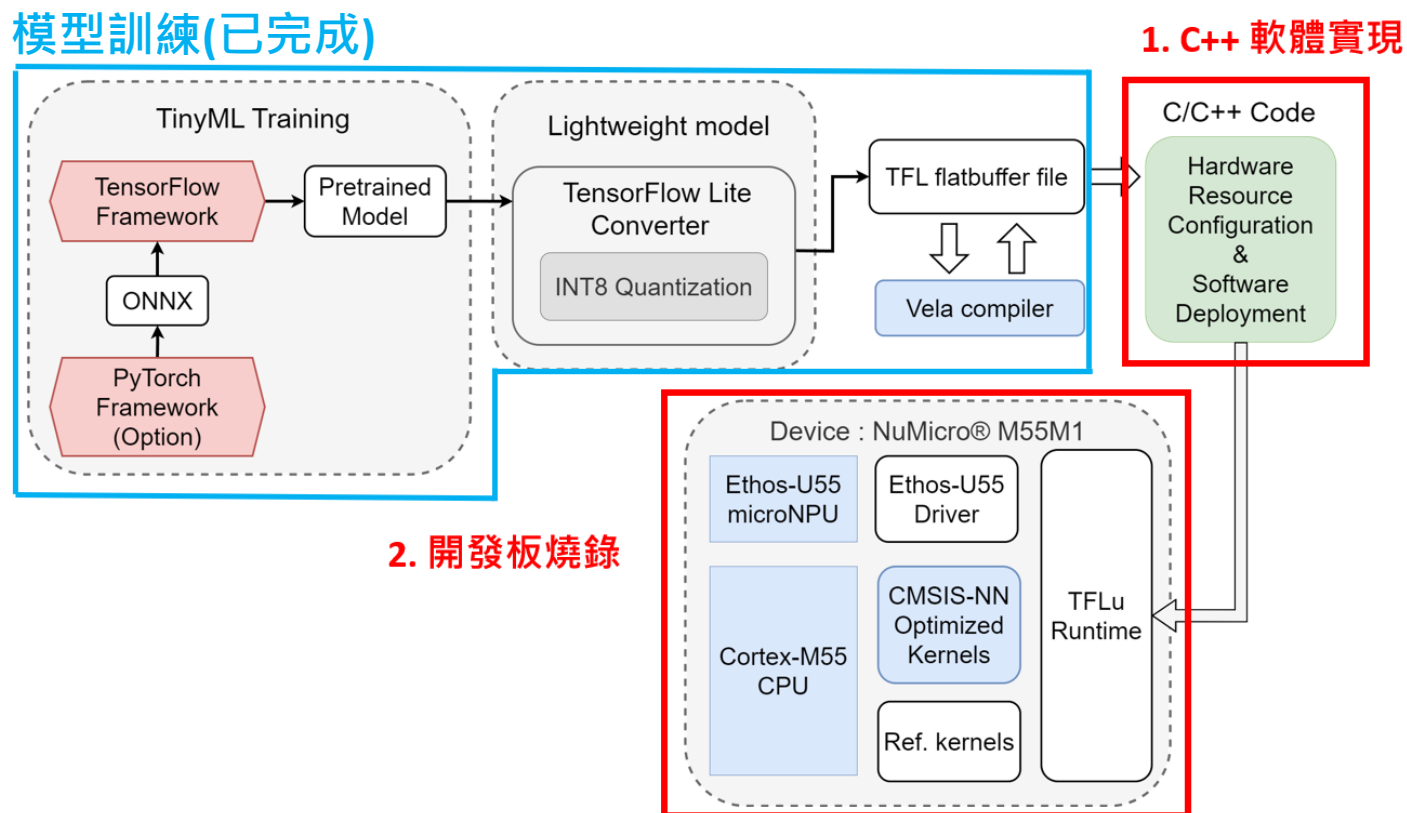 模型訓練(已完成)
1. C++ 軟體實現
TinyML Training
TensorFlow
Framework
Pretrained
Model
ONNX
PyTorch
Framework
(Option)
Lightweight model
TensorFlow Lite
Converter
INT8 Quantization
TFL flatbuffer file
Vela compiler
C/C++ Code
Hardware
Resource
Configuration
&
Software
Deployment
2. 開發板燒錄
Device : NuMicro® M55M1
Ethos-U55
microNPU
Ethos-U55
Driver
Cortex-M55
CPU
CMSIS-NN
Optimized
Kernels
Ref. kernels
TFLu
Runtime